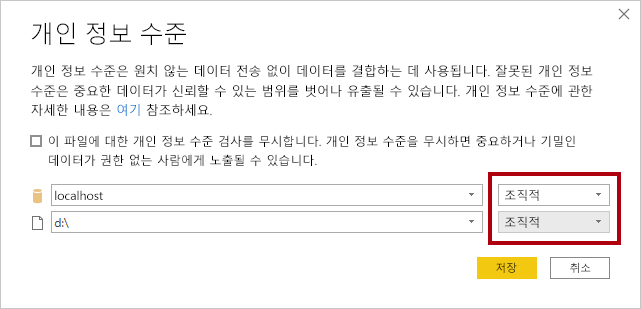 개인 정보 수준
개인 정보 수준은 원치 않는 데이터 전송 없이 데이터를 결합하는 데 사용됩니다. 잘못된 개인 정보
수준은 중요한 데이터가 신뢰할 수 있는 범위를 벗어나 유출될 수 있습니다. 개인 정보 수준에 관한
자세한 내용은 여기 참조하세요.
이 파일에 대한 개인 정보 수준 검사를 무시합니다. 개인 정보 수준을 무시하면 중요하거나 기밀인
데이터가 권한 없는 사람에게 노출될 수 있습니다.
localhost 조직적
d:\ 조직적
저장 취소